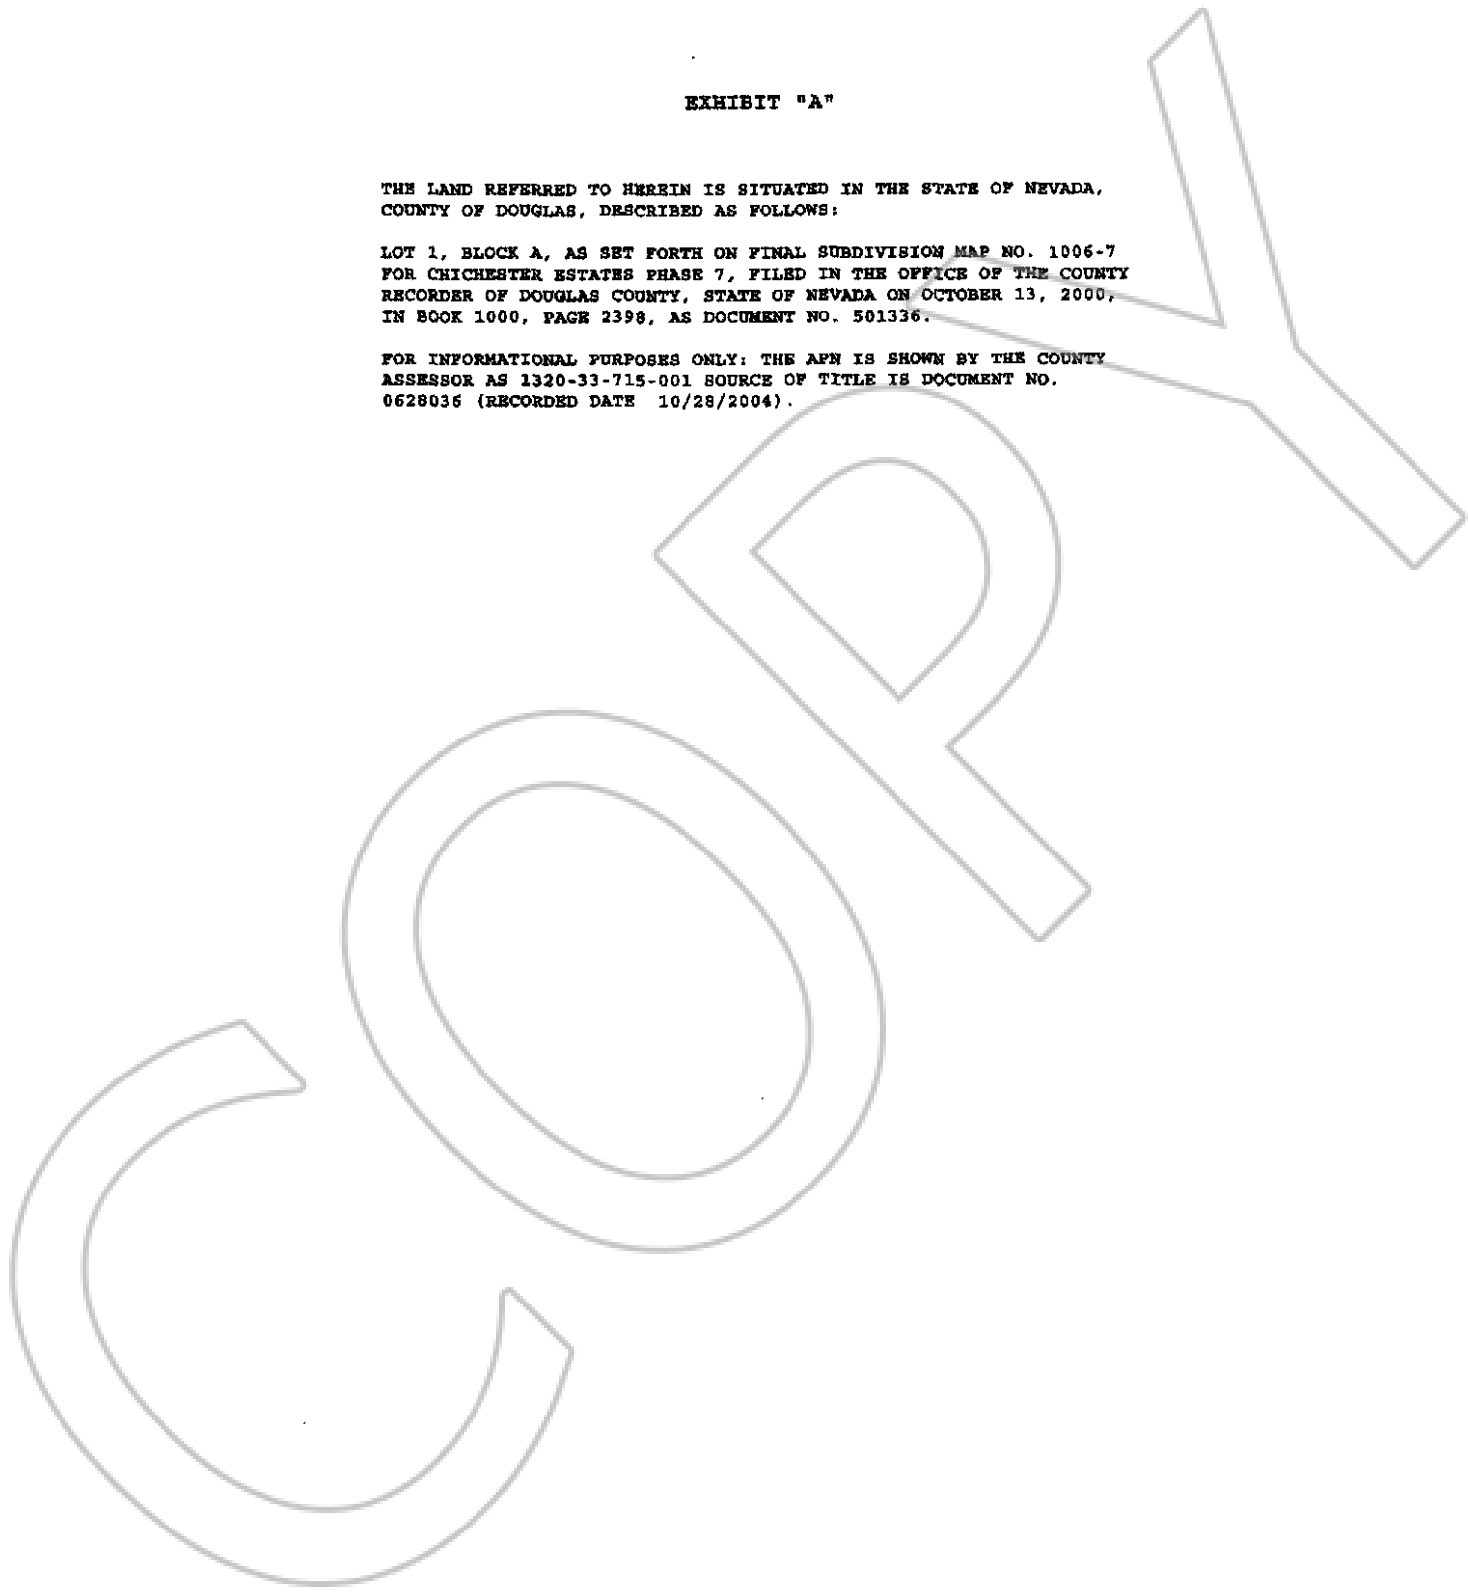 EXHIBIT "A"
THE LAND REFERRED TO HEREIN IS SITUATED IN THE STATE OF NEVADA,
COUNTY OF DOUGLAS, DESCRIBED AS FOLLOWS:
LOT 1, BLOCK A, AS SET FORTH ON FINAL SUBDIVISION MAP NO. 1006-7
FOR CHICHESTER ESTATES PHASE 7, FILED IN THE OFFICE OF THE COUNTY
RECORDER OF DOUGLAS COUNTY, STATE OF NEVADA ON OCTOBER 13, 2000,
IN BOOK 1000, PAGE 2398, AS DOCUMENT NO. 501336.
FOR INFORMATIONAL PURPOSES ONLY: THE APN IS SHOWN BY THE COUNTY
ASSESSOR AS 1320-33-715-001 SOURCE OF TITLE IS DOCUMENT NO.
0628036 (RECORDED DATE 10/28/2004).
COPY